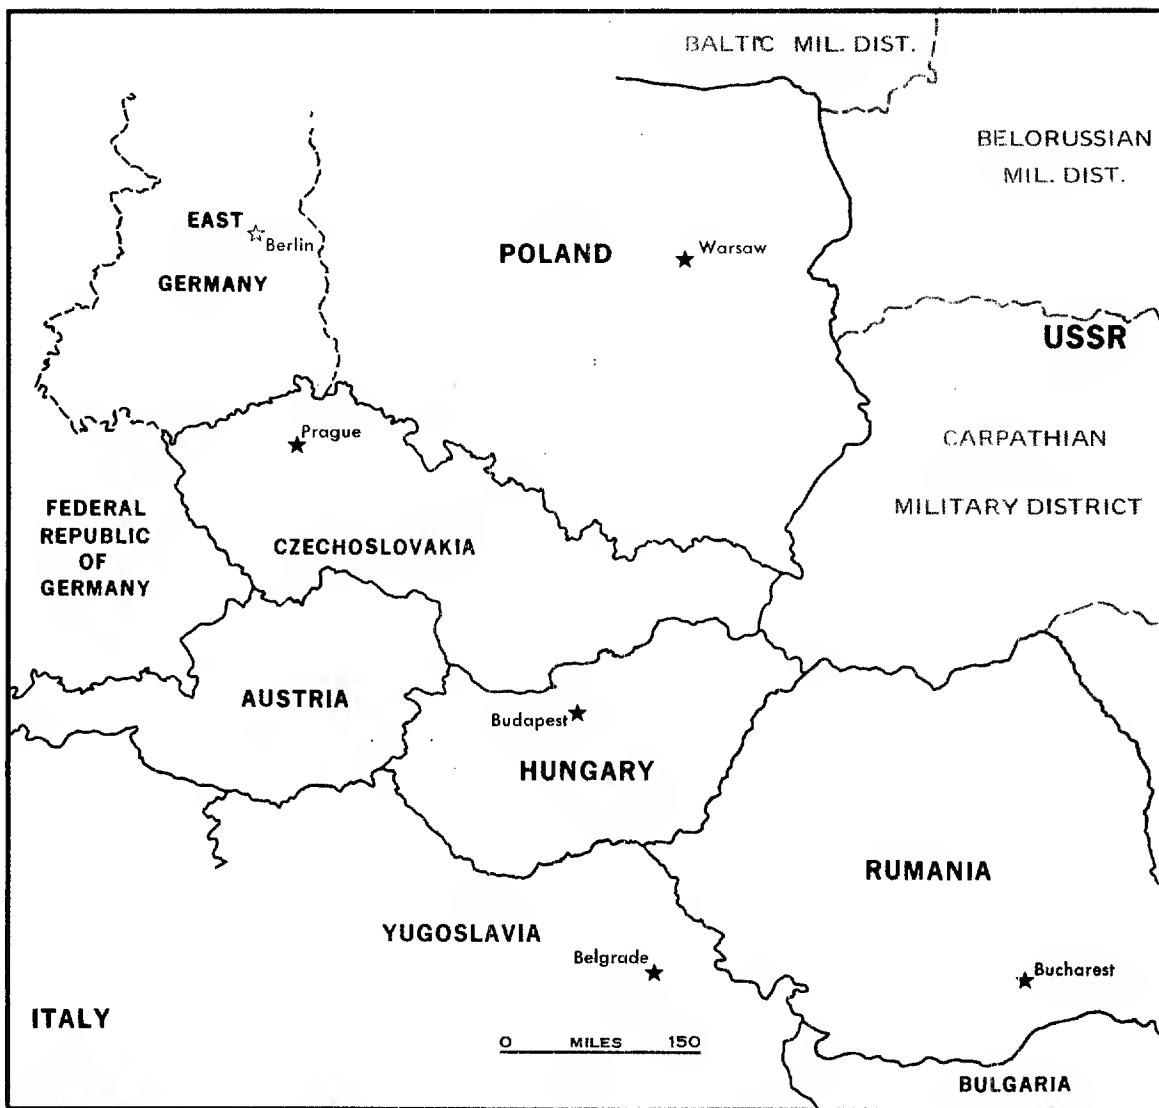 BALTIC MIL. DIST.
BELORUSSIAN
MIL. DIST.
EAST
Berlin
GERMANY
POLAND
Warsaw
USSR
Prague
CARPATHIAN
MILITARY DISTRICT
FEDERAL
REPUBLIC
OF
GERMANY
CZECHOSLOVAKIA
AUSTRIA
Budapest
HUNGARY
RUMANIA
YUGOSLAVIA
Belgrade
Bucharest
ITALY
0 MILES 150
BULGARIA